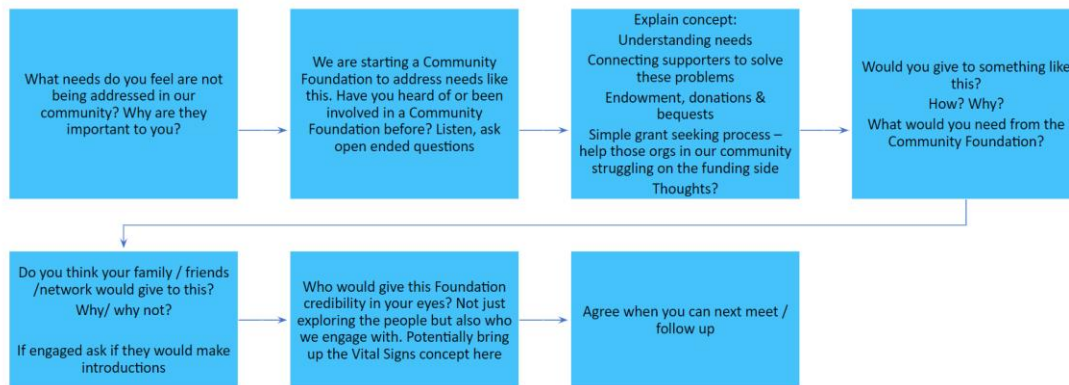 What needs do you feel are not
being addressed in our
community? Why are they
important to you?
We are starting a Community
Foundation to address needs like
this. Have you heard of or been
involved in a Community
Foundation before? Listen, ask
open ended questions
Explain concept:
Understanding needs
Connecting supporters to solve
these problems
Endowment, donations &
bequests
Simple grant seeking process –
help those orgs in our community
struggling on the funding side
Thoughts?
Would you give to something like
this?
How? Why?
What would you need from the
Community Foundation?
Do you think your family / friends
/network would give to this?
Why/ why not?
If engaged ask if they would make
introductions
Who would give this Foundation
credibility in your eyes? Not just
exploring the people but also who
we engage with. Potentially bring
up the Vital Signs concept here
Agree when you can next meet /
follow up